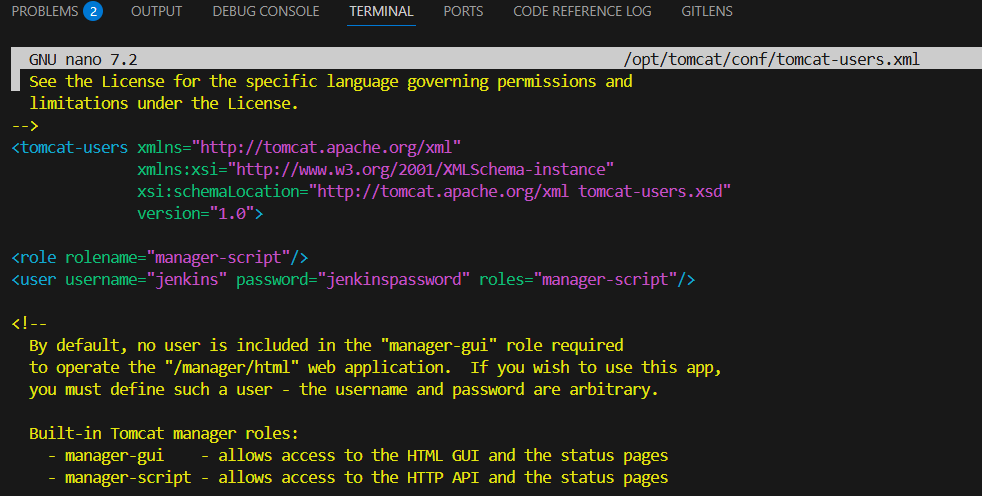 PROBLEMS 2 OUTPUT DEBUG CONSOLE TERMINAL PORTS CODE REFERENCE LOG GITLENS
GNU nano 7.2 /opt/tomcat/conf/tomcat-users.xml
See the License for the specific language governing permissions and
limitations under the License.
-->
<tomcat-users xmlns="http://tomcat.apache.org/xml"
xmlns:xsi="http://www.w3.org/2001/XMLSchema-instance"
xsi:schemaLocation="http://tomcat.apache.org/xml tomcat-users.xsd"
version="1.0">
<role rolename="manager-script"/>
<user username="jenkins" password="jenkinspassword" roles="manager-script"/>
<!--
By default, no user is included in the "manager-gui" role required
to operate the "/manager/html" web application.  If you wish to use this app,
you must define such a user - the username and password are arbitrary.
Built-in Tomcat manager roles:
- manager-gui    - allows access to the HTML GUI and the status pages
- manager-script - allows access to the HTTP API and the status pages